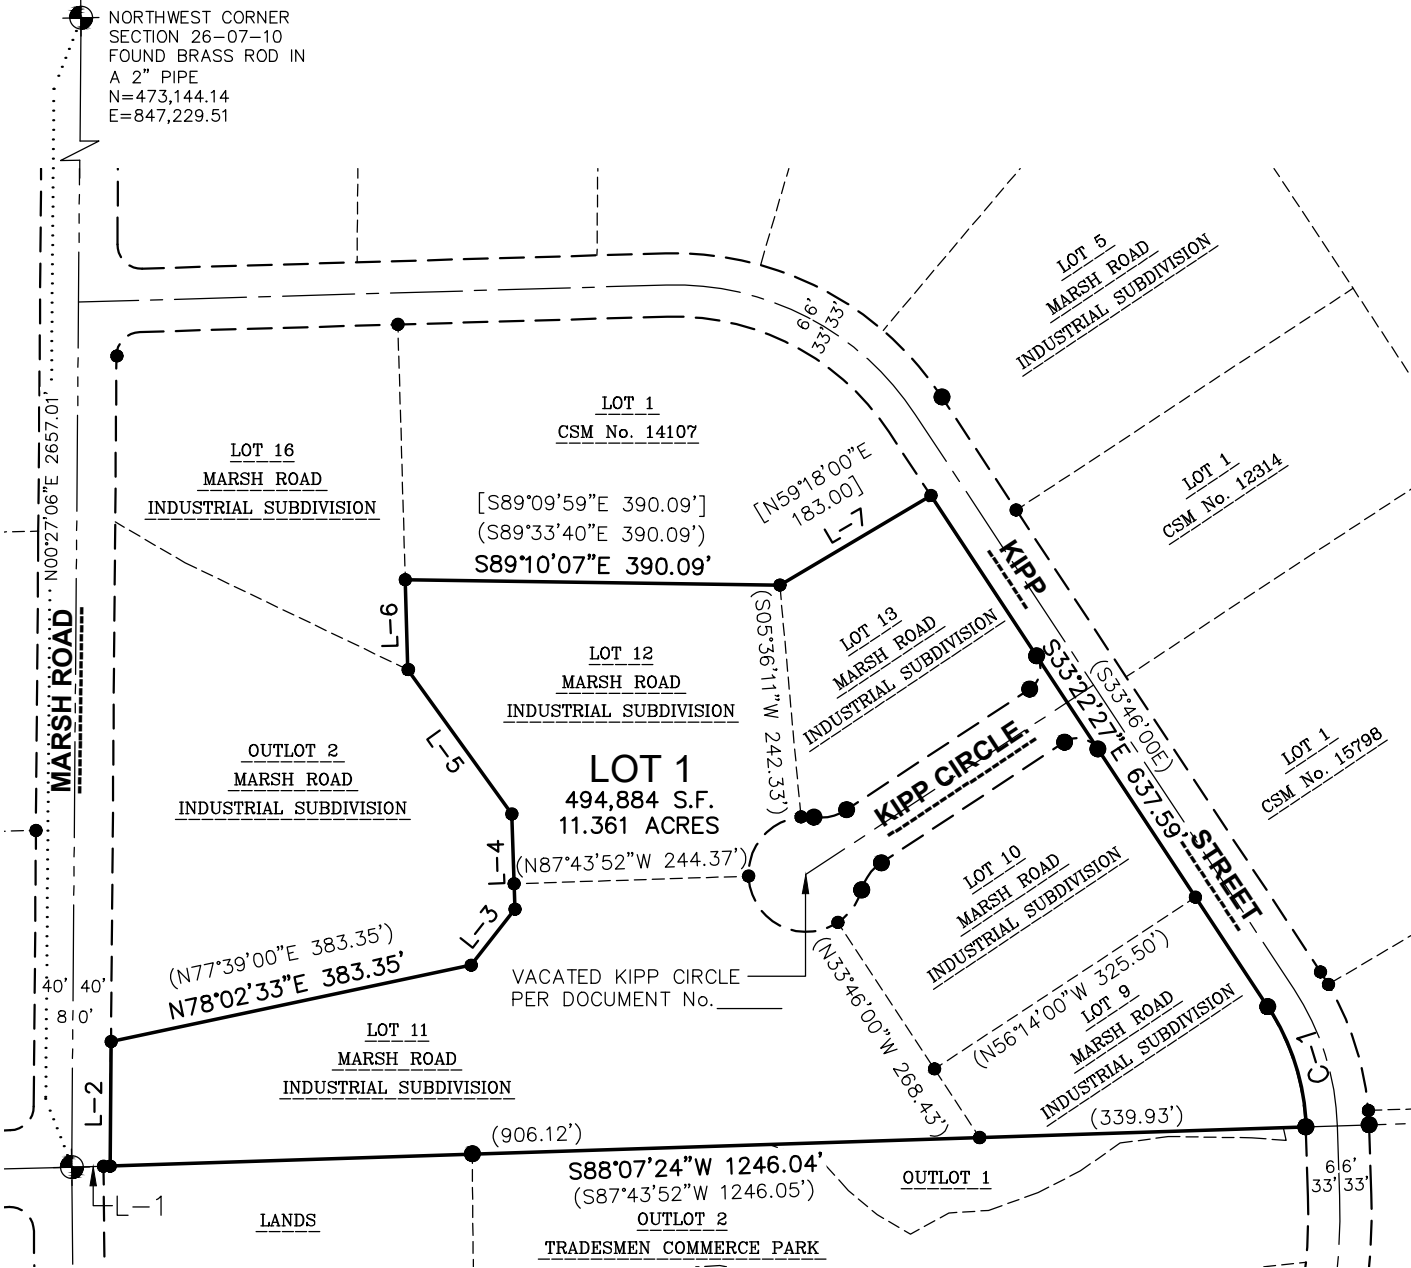 NORTHWEST CORNER
SECTION 26-07-10
FOUND BRASS ROD IN
A 2" PIPE
N=473,144.14
E=847,229.51
LOT 5
MARSH ROAD
INDUSTRIAL SUBDIVISION
66'
33' 33'
LOT 1
CSM No. 14107
LOT 16
MARSH ROAD
INDUSTRIAL SUBDIVISION
N00°27'06"E 2657.01'
[S89°09'59"E 390.09']
(S89°33'40"E 390.09')
S89°10'07"E 390.09'
[N59°18'00"E
183.00]
L-7
LOT 1
CSM No. 12314
KIPP
L-6
MARSH ROAD
LOT 12
MARSH ROAD
INDUSTRIAL SUBDIVISION
(S05°36'11"W 242.33')
LOT 13
MARSH ROAD
INDUSTRIAL SUBDIVISION
S33°22'27"E 637.59'
(S33°46'00E)
LOT 1
CSM No. 15798
L-5
OUTLOT 2
MARSH ROAD
INDUSTRIAL SUBDIVISION
LOT 1
494,884 S.F.
11.361 ACRES
KIPP CIRCLE
STREET
L-4
(N87°43'52"W 244.37')
LOT 10
MARSH ROAD
INDUSTRIAL SUBDIVISION
L-3
(N77°39'00"E 383.35')
N78°02'33"E 383.35'
VACATED KIPP CIRCLE
PER DOCUMENT No.______
40' 40'
80'
(N33°46'00"W 268.43')
(N56°14'00"W 325.50')
LOT 9
MARSH ROAD
INDUSTRIAL SUBDIVISION
C-1
L-2
LOT 11
MARSH ROAD
INDUSTRIAL SUBDIVISION
(906.12')
(339.93')
S88°07'24"W 1246.04'
(S87°43'52"W 1246.05')
OUTLOT 1
66'
33' 33'
L-1
LANDS
OUTLOT 2
TRADESMEN COMMERCE PARK